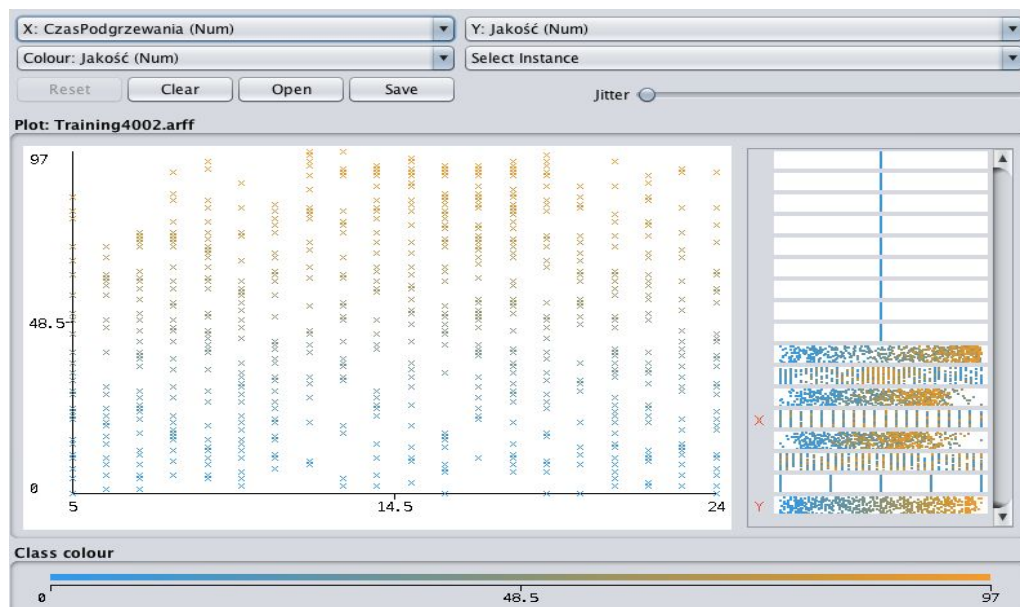 X: CzasPodgrzewania (Num) Y: Jakość (Num)
Colour: Jakość (Num) Select Instance
Reset Clear Open Save Jitter
Plot: Training4002.arff
97
48.5
0
5 14.5 24
X
Y
Class colour
0 48.5 97